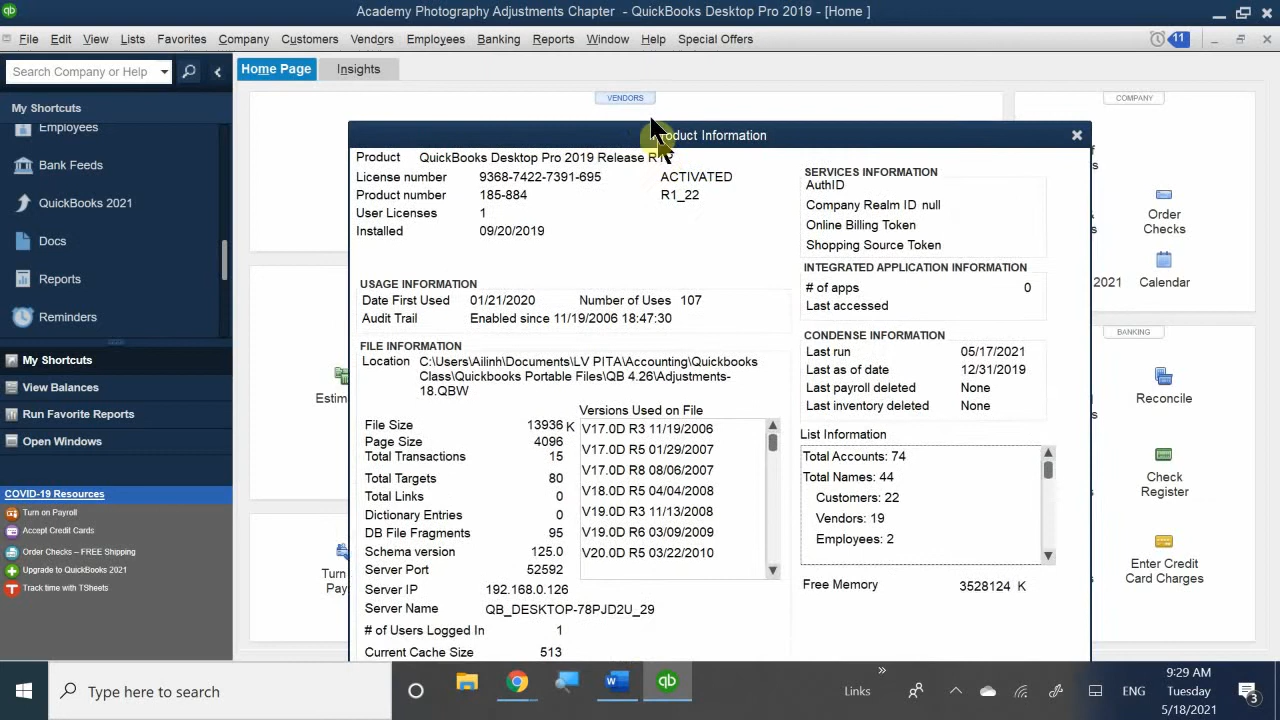 Academy Photography Adjustments Chapter - QuickBooks Desktop Pro 2019 - [Home ]
File Edit View Lists Favorites Company Customers Vendors Employees Banking Reports Window Help Special Offers
11
Search Company or Help
Home Page
Insights
My Shortcuts
Employees
Bank Feeds
QuickBooks 2021
Docs
Reports
Reminders
My Shortcuts
View Balances
Run Favorite Reports
Open Windows
COVID-19 Resources
Turn on Payroll
Accept Credit Cards
Order Checks – FREE Shipping
Upgrade to QuickBooks 2021
Track time with TSheets
VENDORS
COMPANY
Product Information
Product QuickBooks Desktop Pro 2019 Release
License number 9368-7422-7391-695 ACTIVATED
Product number 185-884 R1_22
User Licenses 1
Installed 09/20/2019
USAGE INFORMATION
Date First Used 01/21/2020 Number of Uses 107
Audit Trail Enabled since 11/19/2006 18:47:30
FILE INFORMATION
Location C:\Users\Ailinh\Documents\LV PITA\Accounting\Quickbooks
Class\Quickbooks Portable Files\QB 4.26\Adjustments-
18.QBW
File Size 13936 K
Page Size 4096
Total Transactions 15
Total Targets 80
Total Links 0
Dictionary Entries 0
DB File Fragments 95
Schema version 125.0
Server Port 52592
Server IP 192.168.0.126
Server Name QB_DESKTOP-78PJD2U_29
# of Users Logged In 1
Current Cache Size 513
Versions Used on File
V17.0D R3 11/19/2006
V17.0D R5 01/29/2007
V17.0D R8 08/06/2007
V18.0D R5 04/04/2008
V19.0D R3 11/13/2008
V19.0D R6 03/09/2009
V20.0D R5 03/22/2010
SERVICES INFORMATION
AuthID
Company Realm ID null
Online Billing Token
Shopping Source Token
INTEGRATED APPLICATION INFORMATION
# of apps 0
Last accessed
CONDENSE INFORMATION
Last run 05/17/2021
Last as of date 12/31/2019
Last payroll deleted None
Last inventory deleted None
List Information
Total Accounts: 74
Total Names: 44
Customers: 22
Vendors: 19
Employees: 2
Free Memory 3528124 K
Order
Checks
2021
Calendar
BANKING
Reconcile
Check
Register
Enter Credit
Card Charges
Estim
Turn
Pay
Type here to search
Links
ENG
9:29 AM
Tuesday
5/18/2021
3